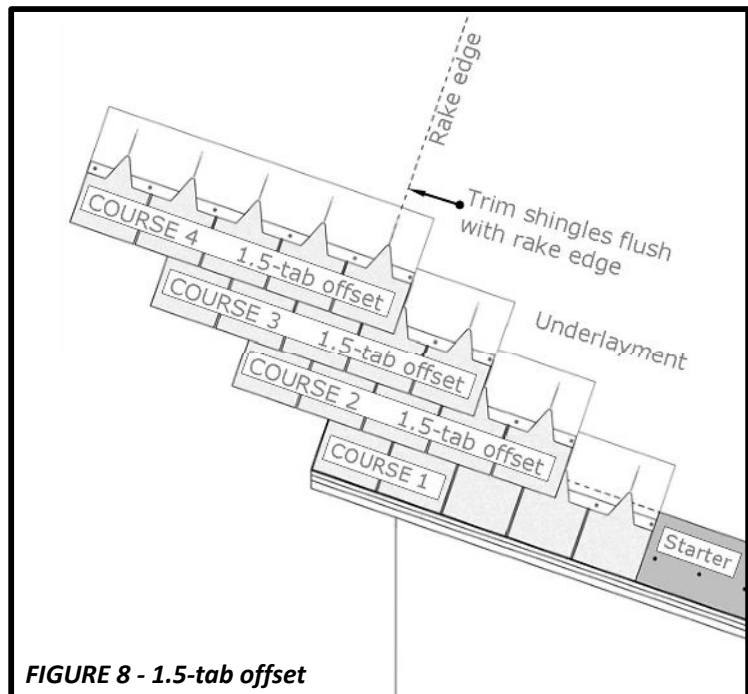 Rake edge
Trim shingles flush
with rake edge
COURSE 4 1.5-tab offset
COURSE 3 1.5-tab offset
Underlayment
COURSE 2 1.5-tab offset
COURSE 1
Starter
FIGURE 8 - 1.5-tab offset